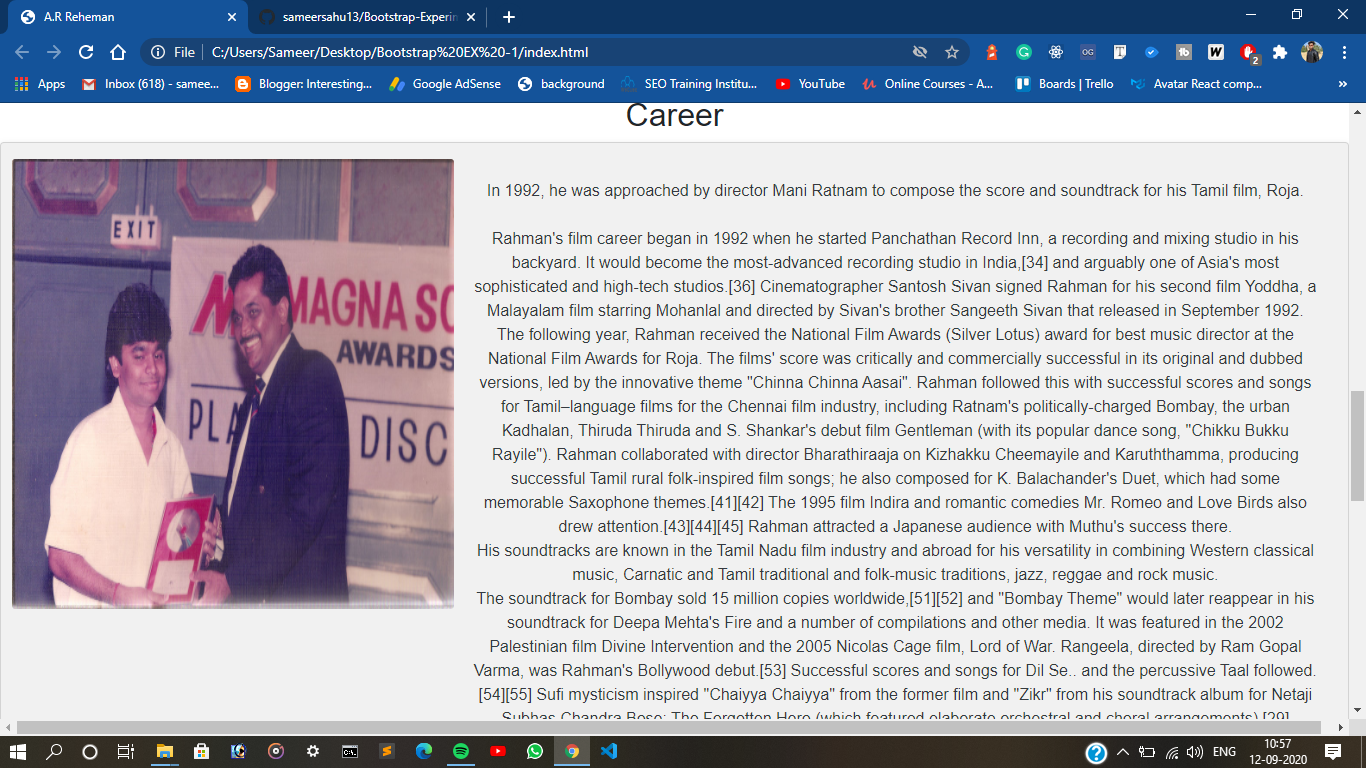 A.R Reheman
sameersahu13/Bootstrap-Experim
File
C:/Users/Sameer/Desktop/Bootstrap%20EX%20-1/index.html
OG
T
tb
W
2
Apps
Inbox (618) - samee...
Blogger: Interesting...
Google AdSense
background
SEO Training Institu...
YouTube
Online Courses - A...
Boards | Trello
Avatar React comp...
»
Career
EXIT
MAGNA SO
AWARDS
PLA
DISC
In 1992, he was approached by director Mani Ratnam to compose the score and soundtrack for his Tamil film, Roja.
Rahman's film career began in 1992 when he started Panchathan Record Inn, a recording and mixing studio in his
backyard. It would become the most-advanced recording studio in India,[34] and arguably one of Asia's most
sophisticated and high-tech studios.[36] Cinematographer Santosh Sivan signed Rahman for his second film Yoddha, a
Malayalam film starring Mohanlal and directed by Sivan's brother Sangeeth Sivan that released in September 1992.
The following year, Rahman received the National Film Awards (Silver Lotus) award for best music director at the
National Film Awards for Roja. The films' score was critically and commercially successful in its original and dubbed
versions, led by the innovative theme "Chinna Chinna Aasai". Rahman followed this with successful scores and songs
for Tamil–language films for the Chennai film industry, including Ratnam's politically-charged Bombay, the urban
Kadhalan, Thiruda Thiruda and S. Shankar's debut film Gentleman (with its popular dance song, "Chikku Bukku
Rayile"). Rahman collaborated with director Bharathiraaja on Kizhakku Cheemayile and Karuththamma, producing
successful Tamil rural folk-inspired film songs; he also composed for K. Balachander's Duet, which had some
memorable Saxophone themes.[41][42] The 1995 film Indira and romantic comedies Mr. Romeo and Love Birds also
drew attention.[43][44][45] Rahman attracted a Japanese audience with Muthu's success there.
His soundtracks are known in the Tamil Nadu film industry and abroad for his versatility in combining Western classical
music, Carnatic and Tamil traditional and folk-music traditions, jazz, reggae and rock music.
The soundtrack for Bombay sold 15 million copies worldwide,[51][52] and "Bombay Theme" would later reappear in his
soundtrack for Deepa Mehta's Fire and a number of compilations and other media. It was featured in the 2002
Palestinian film Divine Intervention and the 2005 Nicolas Cage film, Lord of War. Rangeela, directed by Ram Gopal
Varma, was Rahman's Bollywood debut.[53] Successful scores and songs for Dil Se.. and the percussive Taal followed.
[54][55] Sufi mysticism inspired "Chaiyya Chaiyya" from the former film and "Zikr" from his soundtrack album for Netaji
Subhas Chandra Bose: The Forgotten Hero (which featured elaborate orchestral and choral arrangements).[29]
ENG
10:57
12-09-2020